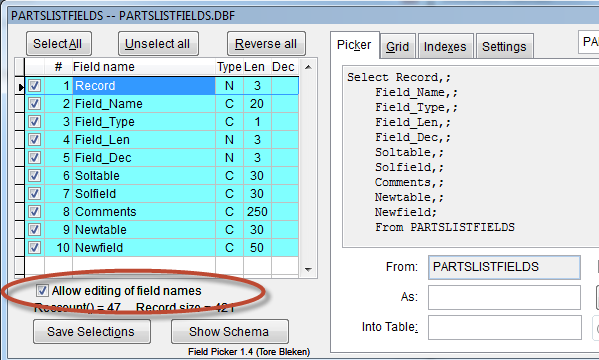 PARTSLISTFIELDS -- PARTSLISTFIELDS.DBF
Select All Unselect all Reverse all
# Field name Type Len Dec
1 Record N 3
2 Field_Name C 20
3 Field_Type C 1
4 Field_Len N 3
5 Field_Dec N 3
6 Soltable C 30
7 Solfield C 30
8 Comments C 250
9 Newtable C 30
10 Newfield C 50
Allow editing of field names
Reccount() = 47 Record size = 421
Save Selections Show Schema
Field Picker 1.4 (Tore Bleken)
Picker Grid Indexes Settings
Select Record,;
Field_Name,;
Field_Type,;
Field_Len,;
Field_Dec,;
Soltable,;
Solfield,;
Comments,;
Newtable,;
Newfield;
From PARTSLISTFIELDS
From: PARTSLISTFIELDS
As:
Into Table: